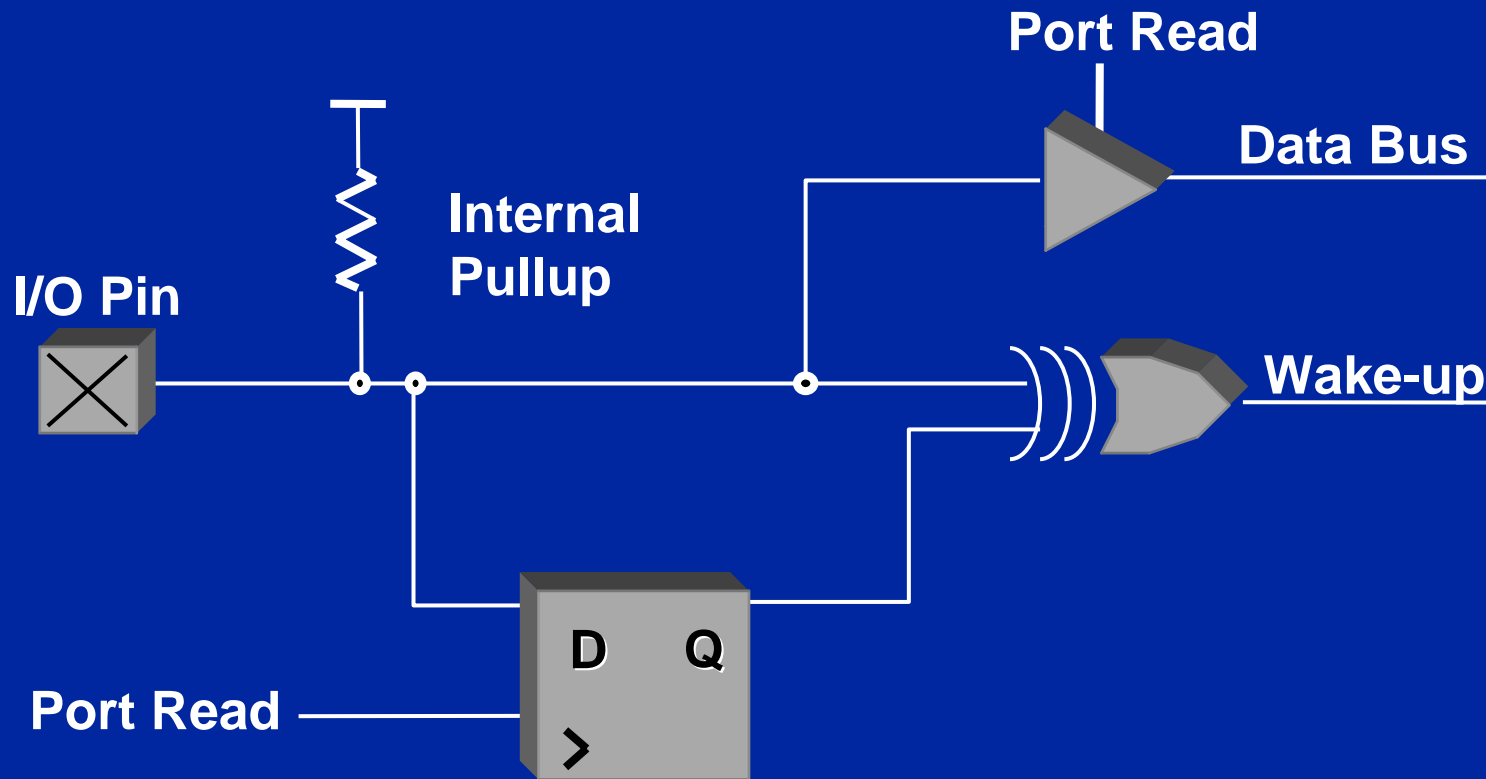 Port Read
Data Bus
Internal
Pullup
I/O Pin
Wake-up
D Q
Port Read